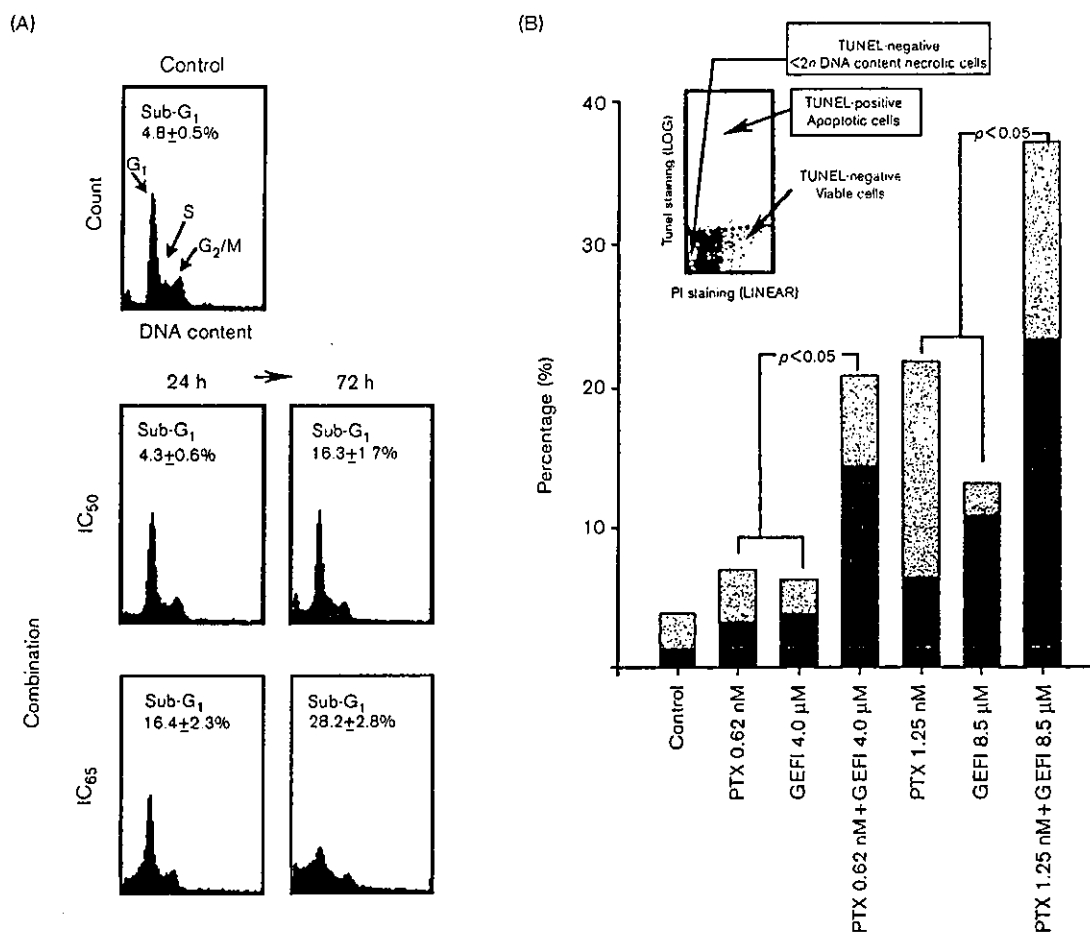 (A)
Control
Sub-G1
4.8±0.5%
G1
S
G2/M
Count
DNA content
24 h
72 h
Sub-G1
4.3±0.6%
Sub-G1
16.3±1 7%
IC50
Sub-G1
16.4±2.3%
Sub-G1
28.2±2.8%
IC65
Combination
(B)
TUNEL-negative
<2n DNA content necrotic cells
TUNEL-positive
Apoptotic cells
TUNEL-negative
Viable cells
Tunel staining (LOG)
PI staining (LINEAR)
p<0.05
p<0.05
Percentage (%)
40
30
20
10
Control
PTX 0.62 nM
GEFI 4.0 µM
PTX 0.62 nM+GEFI 4.0 µM
PTX 1.25 nM
GEFI 8.5 µM
PTX 1.25 nM+GEFI 8.5 µM